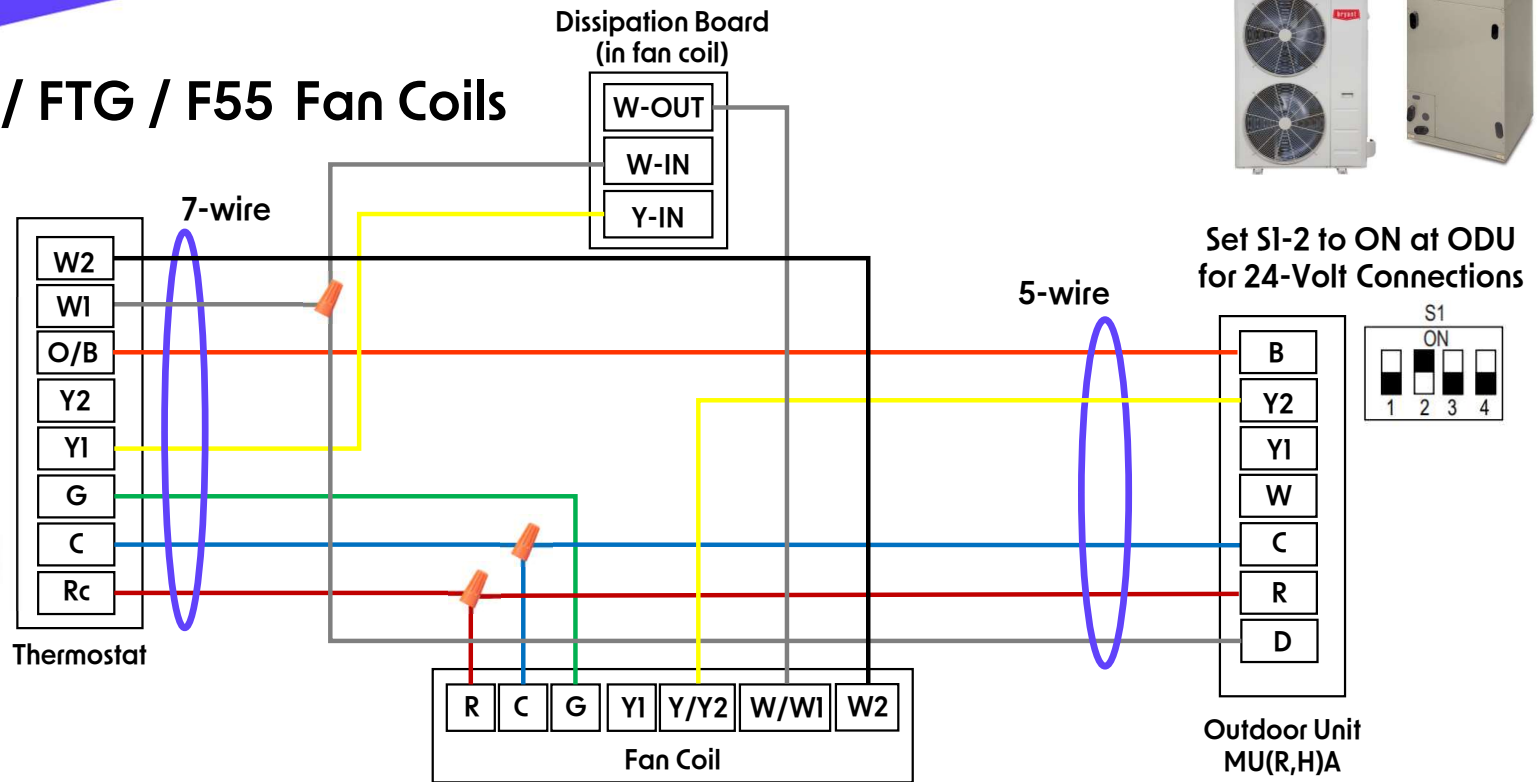 Dissipation Board
(in fan coil)
bryant
/ FTG / F55 Fan Coils
W-OUT
W-IN
Y-IN
7-wire
Set S1-2 to ON at ODU
for 24-Volt Connections
5-wire
S1
ON
1 2 3 4
W2
W1
O/B
Y2
Y1
G
C
Rc
Thermostat
B
Y2
Y1
W
C
R
D
Outdoor Unit
MU(R,H)A
R C G Y1 Y/Y2 W/W1 W2
Fan Coil